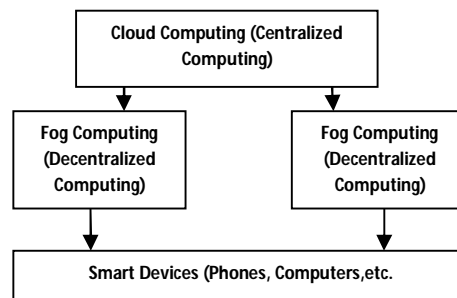 Cloud Computing (Centralized
Computing)
Fog Computing
(Decentralized
Computing)
Fog Computing
(Decentralized
Computing)
Smart Devices (Phones, Computers,etc.